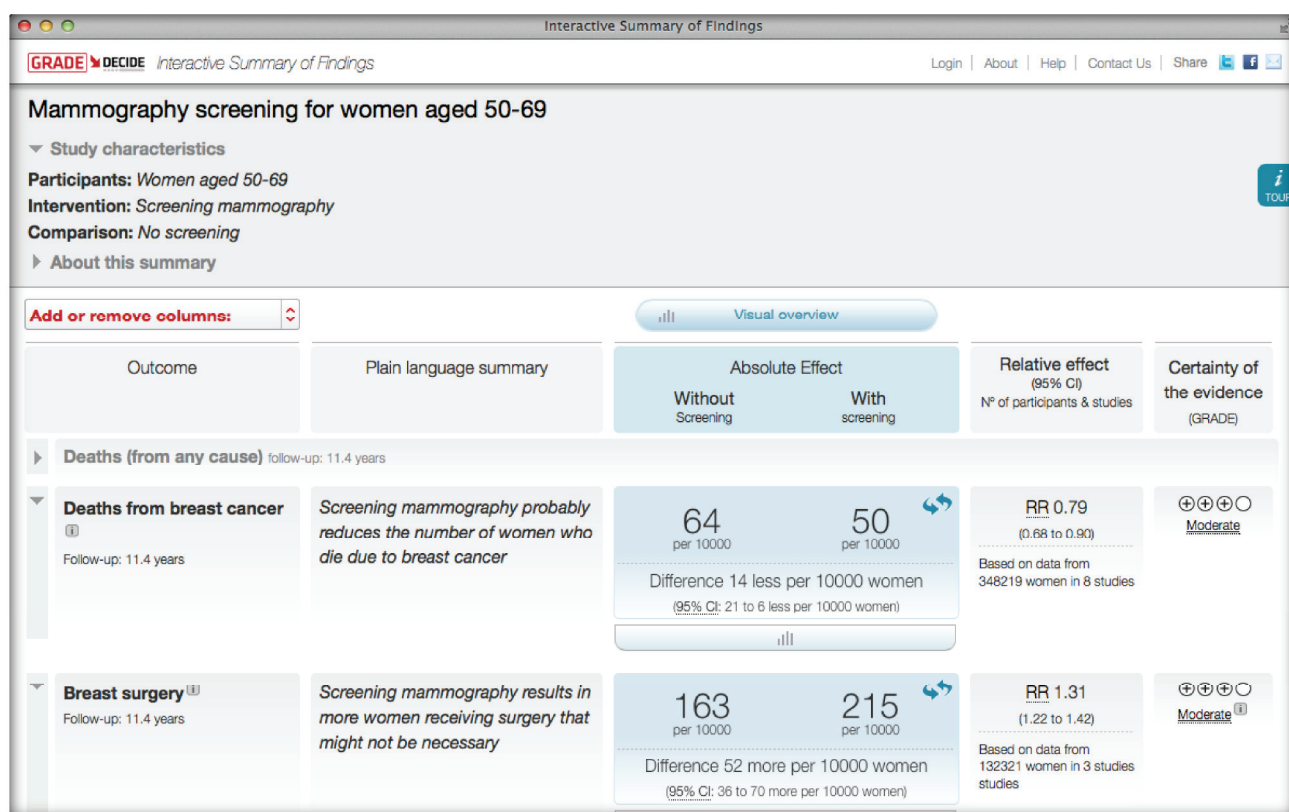 Interactive Summary of Findings
GRADE DECIDE Interactive Summary of Findings
Login | About | Help | Contact Us | Share
Mammography screening for women aged 50-69
Study characteristics
Participants: Women aged 50-69
Intervention: Screening mammography
Comparison: No screening
About this summary
i
TOUR
Add or remove columns:
Visual overview
Outcome
Plain language summary
Absolute Effect
Without
Screening
With
screening
Relative effect
(95% CI)
Nº of participants & studies
Certainty of
the evidence
(GRADE)
Deaths (from any cause) follow-up: 11.4 years
Deaths from breast cancer
i
Follow-up: 11.4 years
Screening mammography probably
reduces the number of women who
die due to breast cancer
64
per 10000
50
per 10000
Difference 14 less per 10000 women
(95% CI: 21 to 6 less per 10000 women)
RR 0.79
(0.68 to 0.90)
Based on data from
348219 women in 8 studies
Moderate
Breast surgery i
Follow-up: 11.4 years
Screening mammography results in
more women receiving surgery that
might not be necessary
163
per 10000
215
per 10000
Difference 52 more per 10000 women
(95% CI: 36 to 70 more per 10000 women)
RR 1.31
(1.22 to 1.42)
Based on data from
132321 women in 3 studies
studies
Moderate i